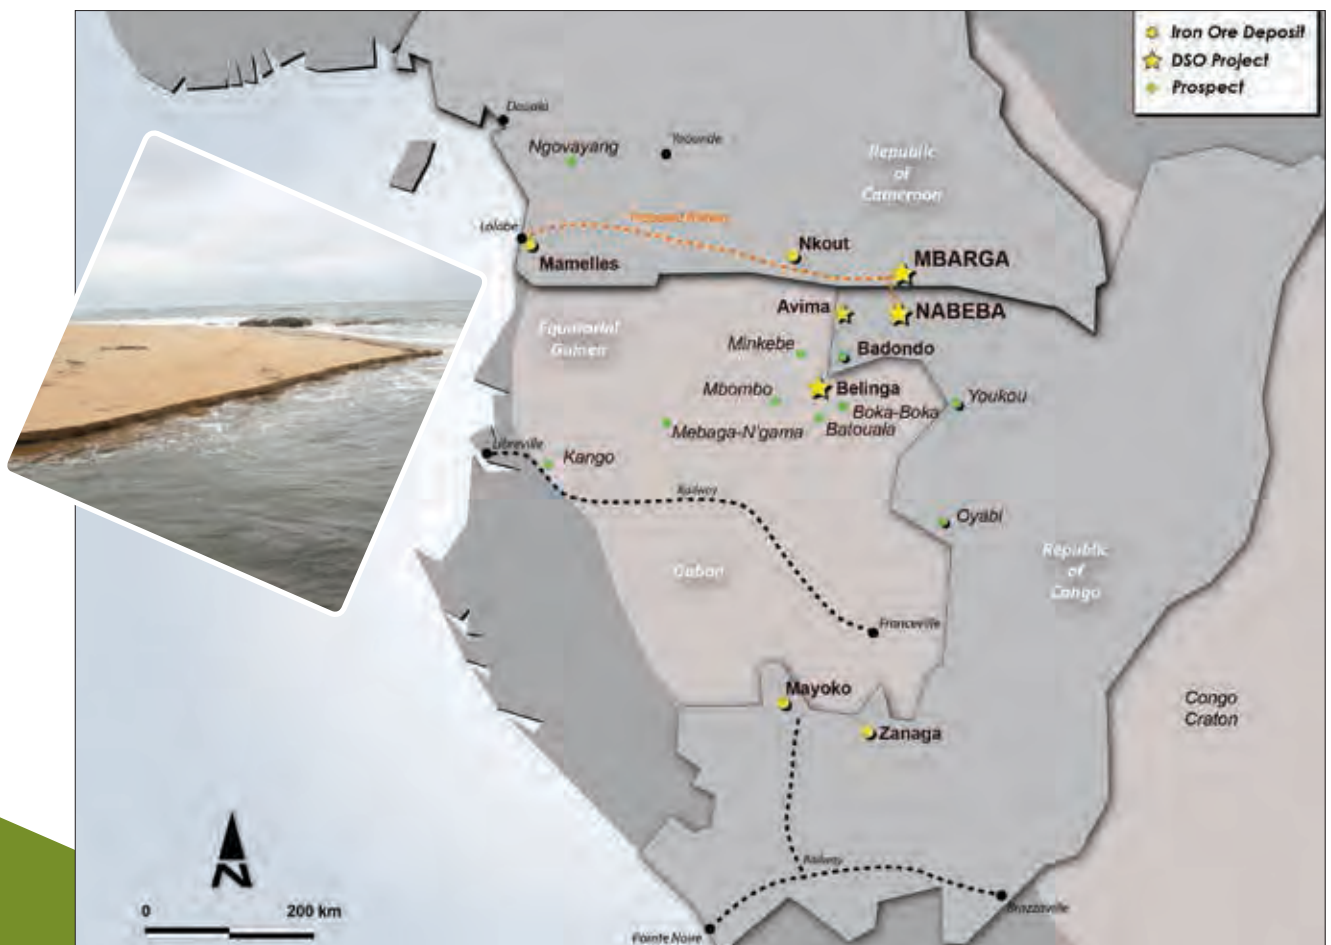 Iron Ore Deposit
DSO Project
Prospect
Douala
Ngovayang
Yaounde
Republic
of
Cameroon
Lolabe
Proposed Railway
Mamelles
Nkout
MBARGA
Avima
NABEBA
Equatorial
Guinea
Minkebe
Badondo
Mbombo
Belinga
Boka-Boka
Youkou
Mebaga-N'gama
Batouala
Libreville
Kango
Railway
Oyabi
Republic
of
Congo
Gabon
Franceville
Mayoko
Congo
Craton
Zanaga
N
Railway
0
200 km
Brazzaville
Pointe Noire